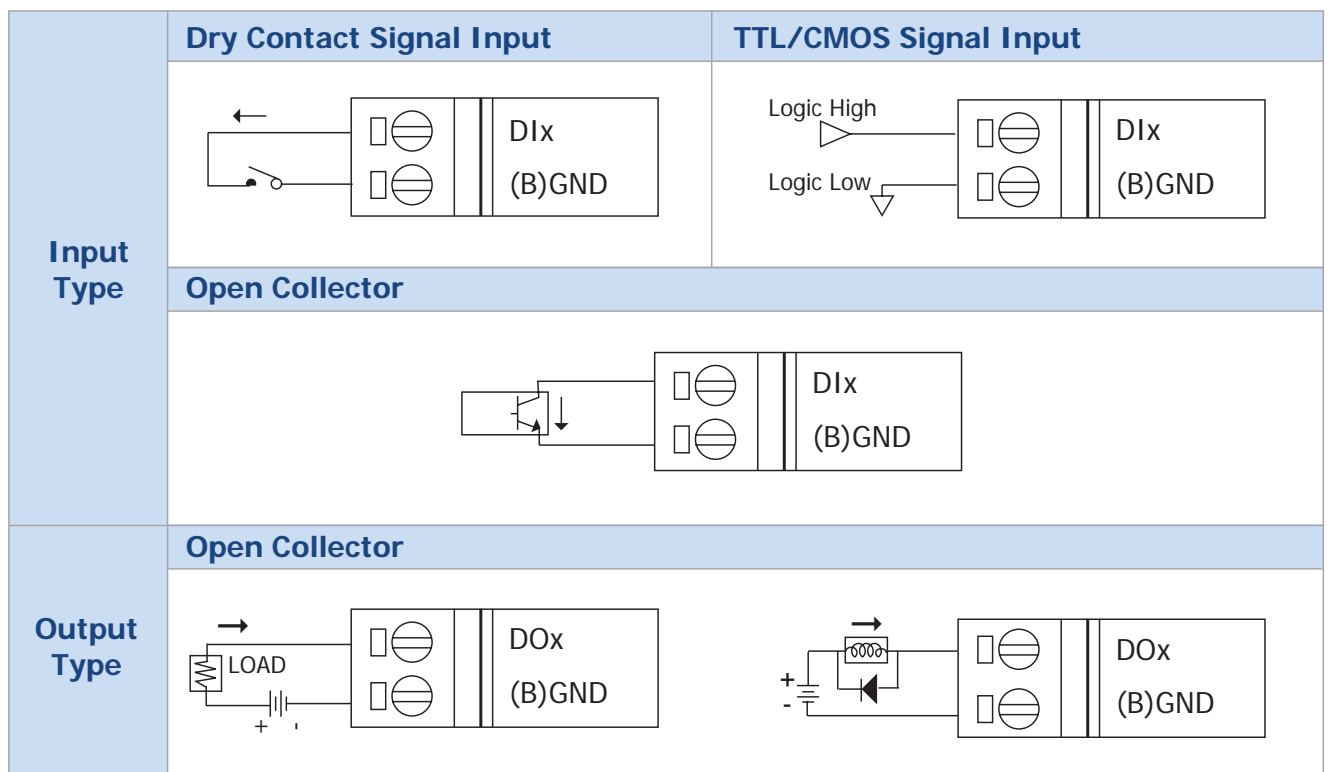 Input
Type
Dry Contact Signal Input
TTL/CMOS Signal Input
DIx
(B)GND
Logic High
Logic Low
DIx
(B)GND
Open Collector
DIx
(B)GND
Output
Type
Open Collector
LOAD
+ -
DOx
(B)GND
+
-
DOx
(B)GND